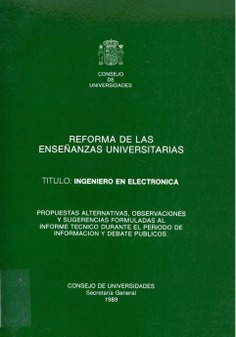 CONSEJO
DE
UNIVERSIDADES
REFORMA DE LAS
ENSEÑANZAS UNIVERSITARIAS
TITULO: INGENIERO EN ELECTRONICA
PROPUESTAS ALTERNATIVAS, OBSERVACIONES
Y SUGERENCIAS FORMULADAS AL
INFORME TECNICO DURANTE EL PERIODO DE
INFORMACION Y DEBATE PUBLICOS.
CONSEJO DE UNIVERSIDADES
Secretaría General
1989